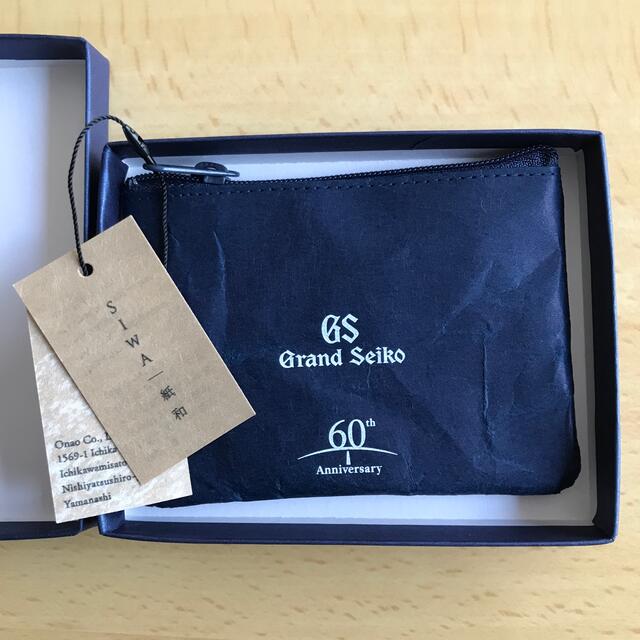 GS
Grand Seiko
60th
Anniversary
SIWA|紙和
Onao Co.,
1569-1 Ichika
Ichikawamisato
Nishiyatsushiro-
Yamanashi